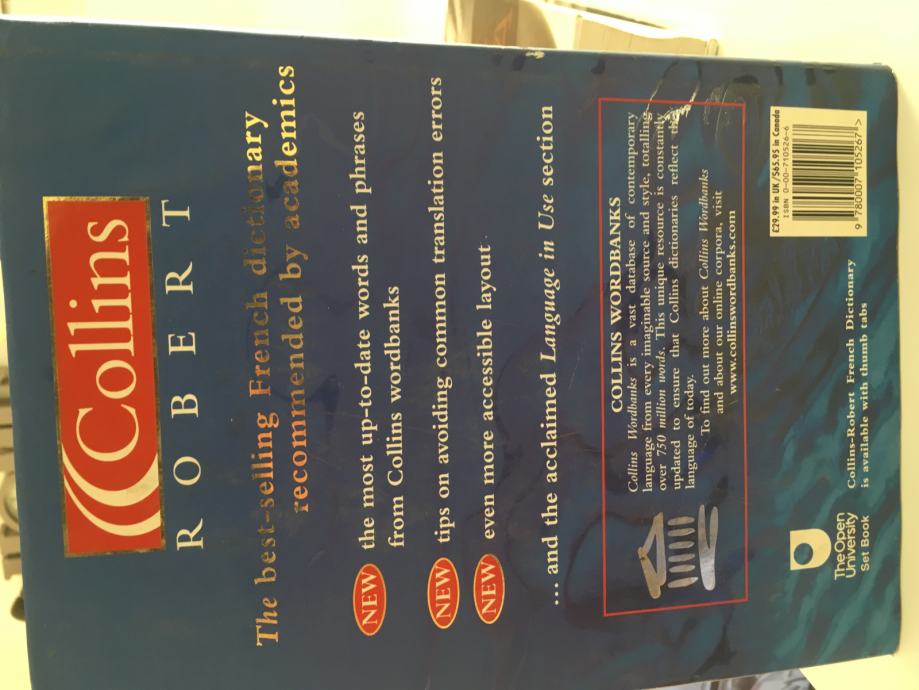 Collins
ROBERT
The best-selling French dictionary
recommended by academics
NEW the most up-to-date words and phrases
from Collins wordbanks
NEW tips on avoiding common translation errors
NEW even more accessible layout
... and the acclaimed Language in Use section
COLLINS WORDBANKS
Collins Wordbanks is a vast database of contemporary
language from every imaginable source and style, totalling
over 750 million words. This unique resource is constantly
updated to ensure that Collins dictionaries reflect the
language of today.
To find out more about Collins Wordbanks
and about our online corpora, visit
www.collinswordbanks.com
The Open
University
Set Book
Collins-Robert French Dictionary
is available with thumb tabs
£29.99 in UK/$65.95 in Canada
ISBN 0-00-710526-6
9 780007 105267 >